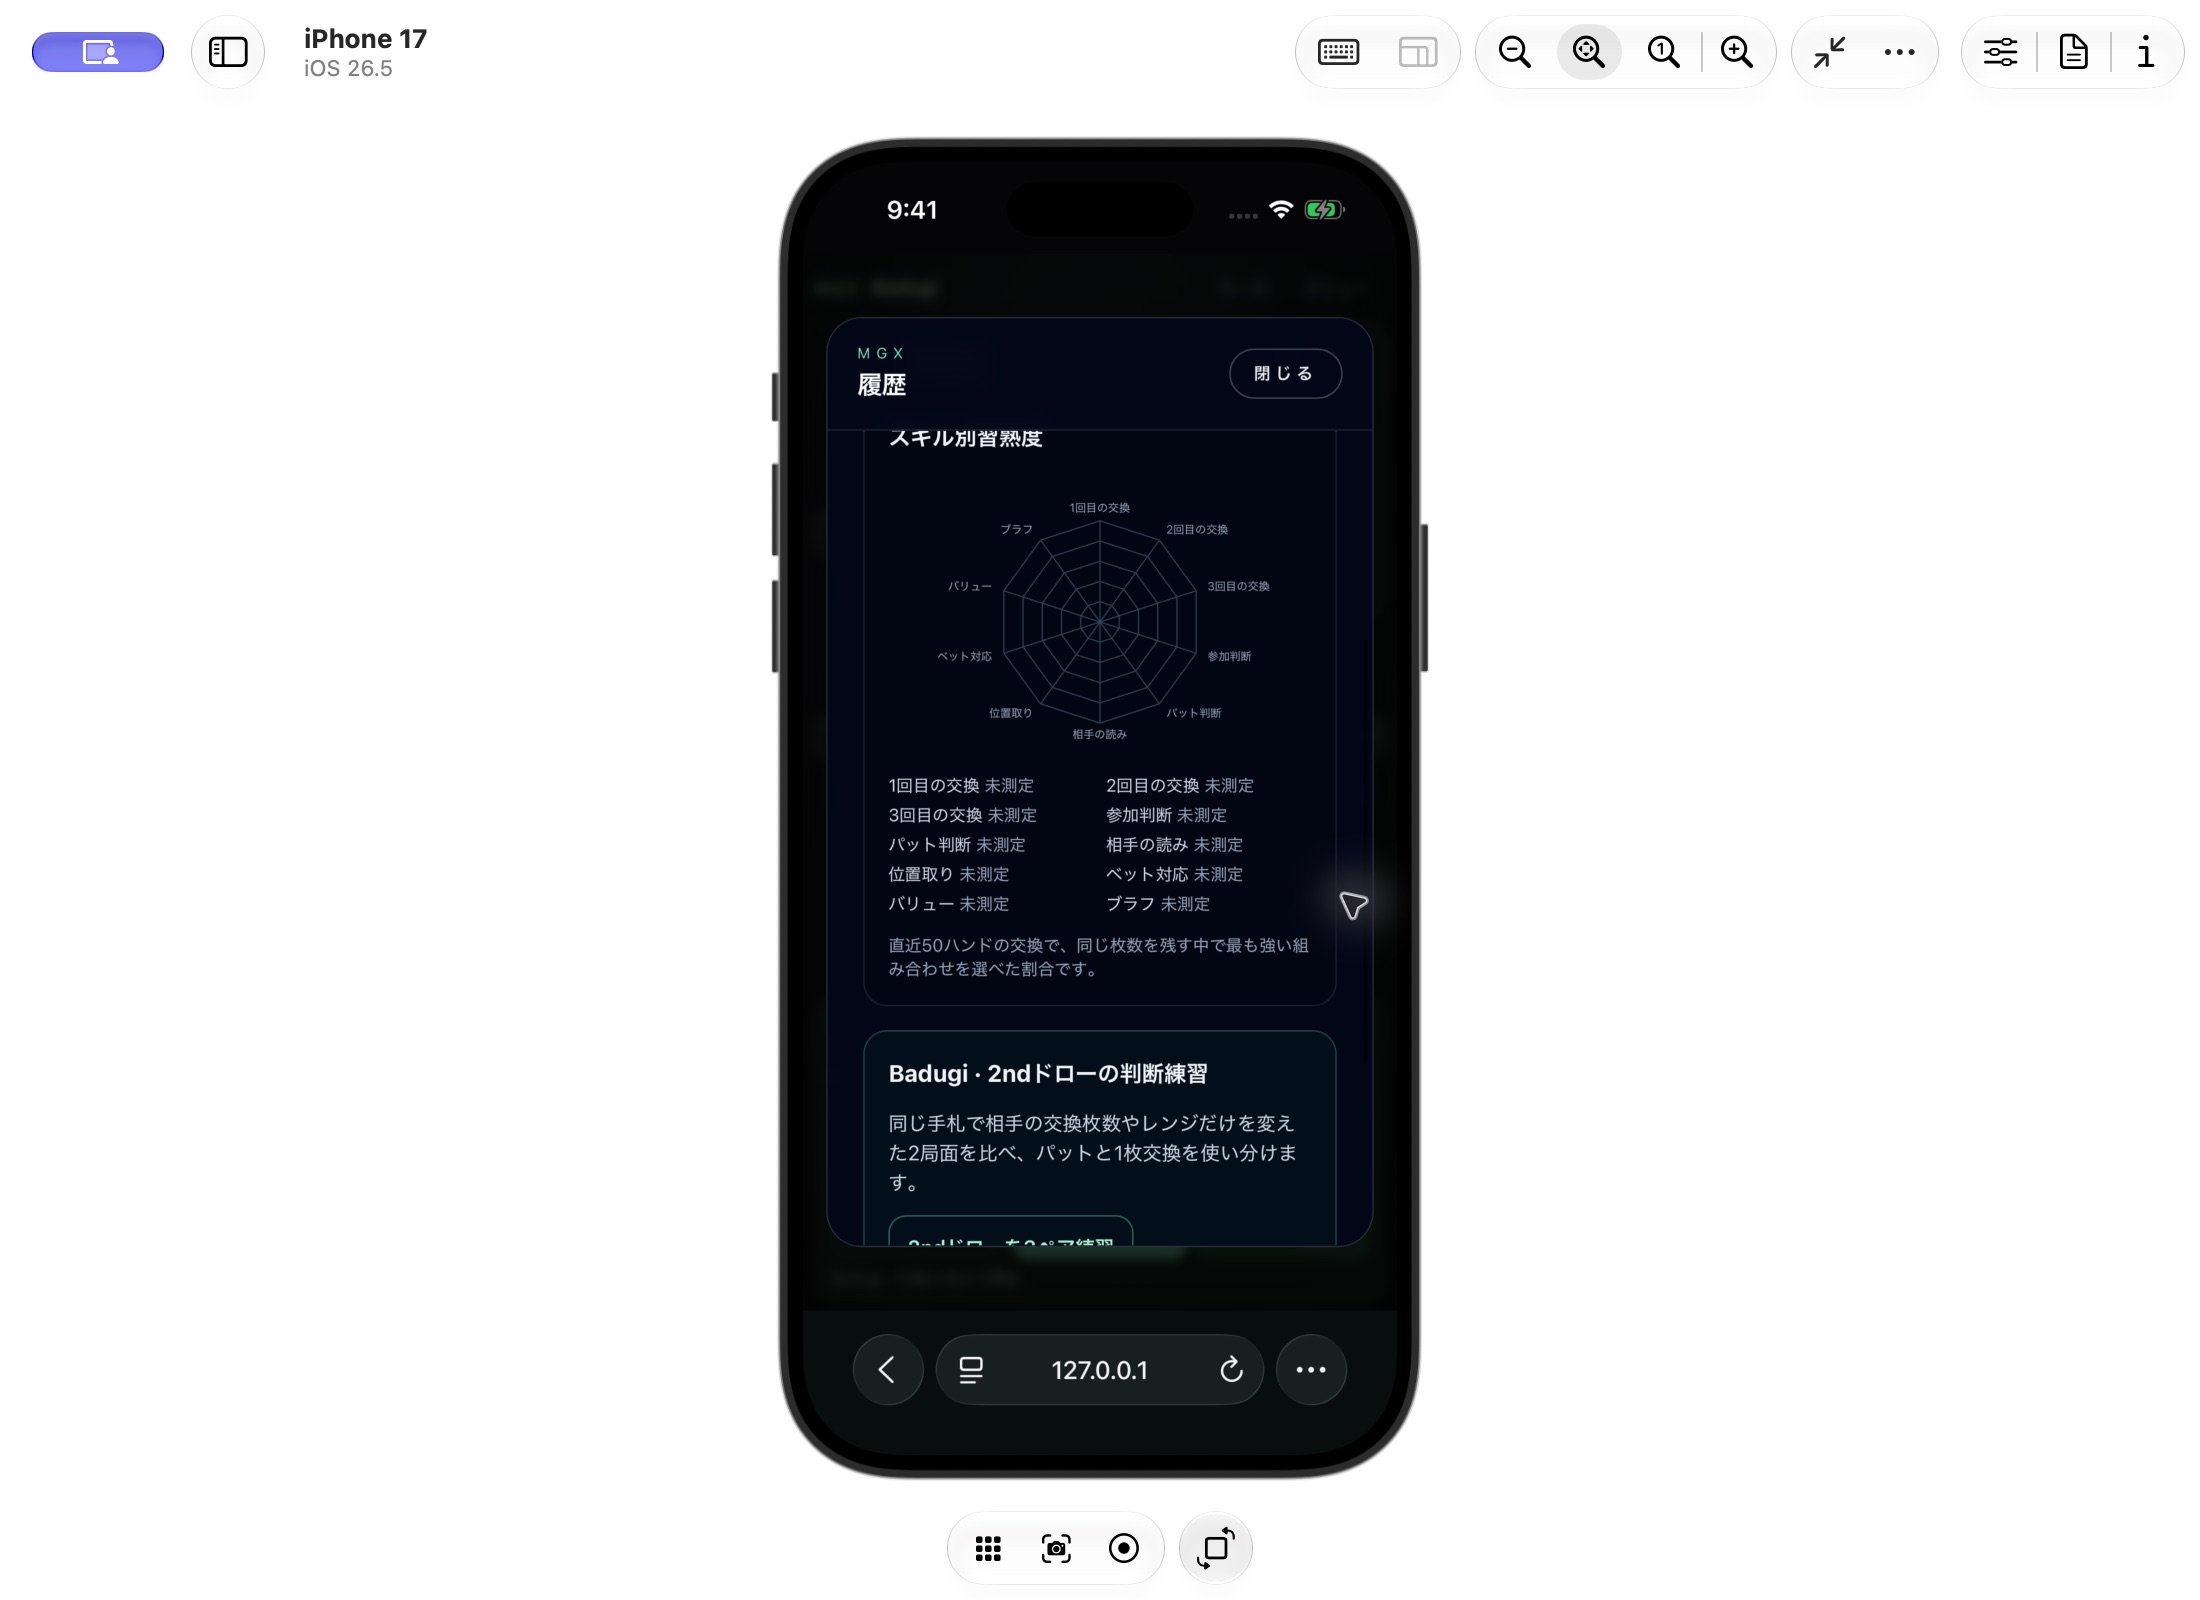 iPhone 17
iOS 26.5
9:41
MGX
履歴
閉じる
スキル別習熟度
1回目の交換
ブラフ
2回目の交換
バリュー
3回目の交換
ベット対応
参加判断
位置取り
パット判断
相手の読み
1回目の交換 未測定
2回目の交換 未測定
3回目の交換 未測定
参加判断 未測定
パット判断 未測定
相手の読み 未測定
位置取り 未測定
ベット対応 未測定
バリュー 未測定
ブラフ 未測定
直近50ハンドの交換で、同じ枚数を残す中で最も強い組
み合わせを選べた割合です。
Badugi · 2ndドローの判断練習
同じ手札で相手の交換枚数やレンジだけを変え
た2局面を比べ、パットと1枚交換を使い分けま
す。
2ndドローを3ペア練習
127.0.0.1